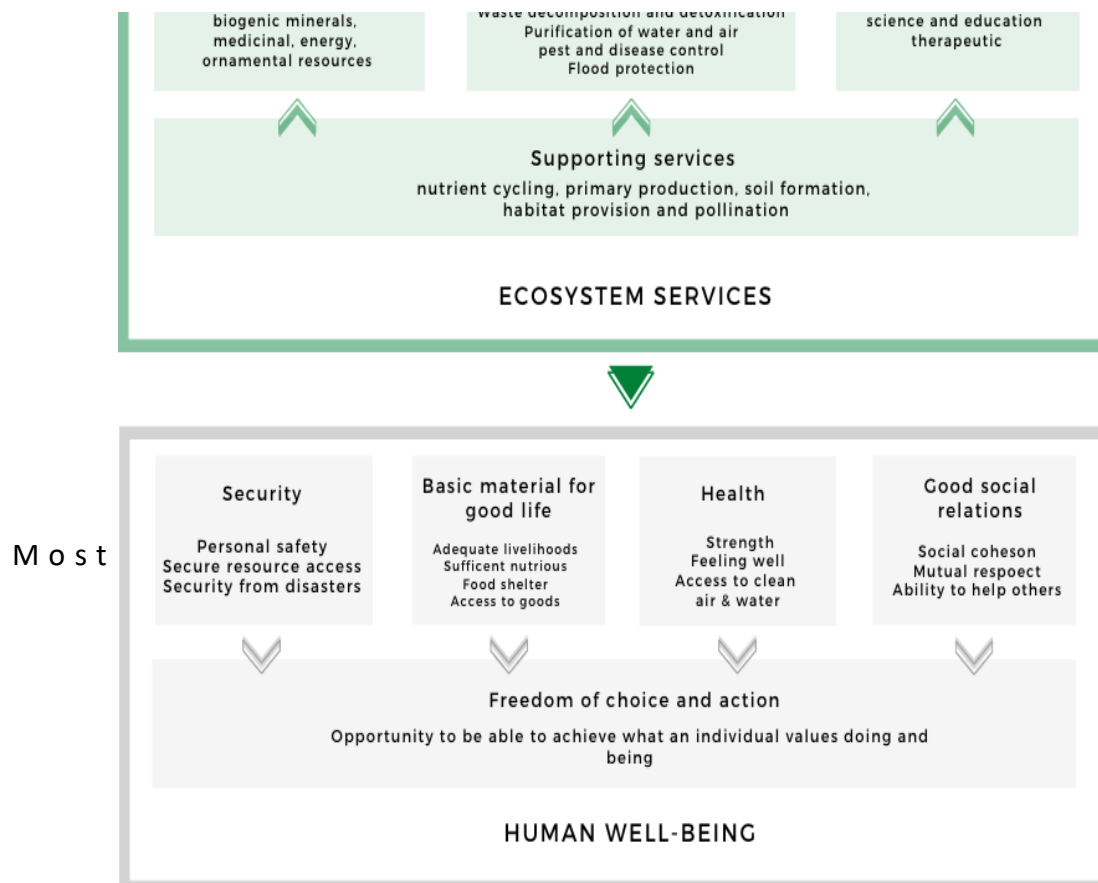 biogenic minerals,
medicinal, energy,
ornamental resources
Waste decomposition and detoxification
Purification of water and air
pest and disease control
Flood protection
science and education
therapeutic
Supporting services
nutrient cycling, primary production, soil formation,
habitat provision and pollination
ECOSYSTEM SERVICES
Most
Security
Personal safety
Secure resource access
Security from disasters
Basic material for
good life
Adequate livelihoods
Sufficent nutrious
Food shelter
Access to goods
Health
Strength
Feeling well
Access to clean
air & water
Good social
relations
Social coheson
Mutual respoect
Ability to help others
Freedom of choice and action
Opportunity to be able to achieve what an individual values doing and
being
HUMAN WELL-BEING